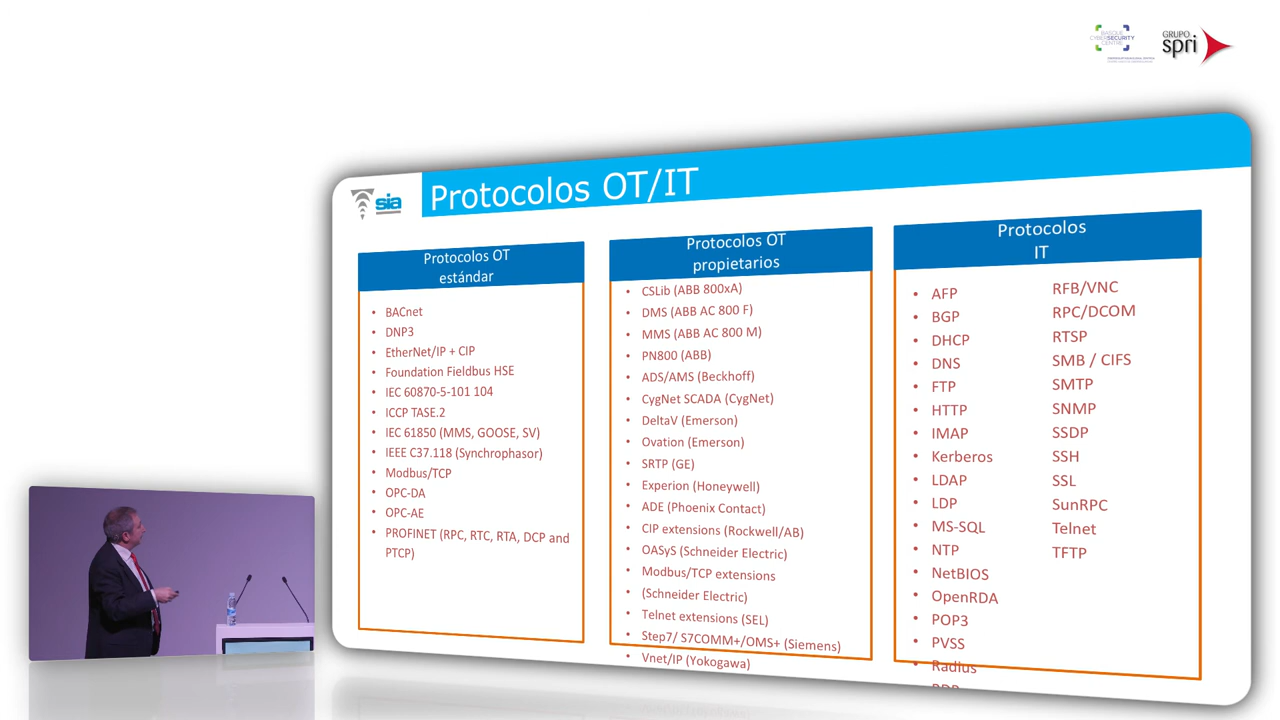 BASQUE
CYBERSECURITY
CENTRE
GRUPO
spri
sia
Protocolos OT/IT
Protocolos OT
estándar
• BACnet
• DNP3
• EtherNet/IP + CIP
• Foundation Fieldbus HSE
• IEC 60870-5-101 104
• ICCP TASE.2
• IEC 61850 (MMS, GOOSE, SV)
• IEEE C37.118 (Synchrophasor)
• Modbus/TCP
• OPC-DA
• OPC-AE
• PROFINET (RPC, RTC, RTA, DCP and
PTCP)
Protocolos OT
propietarios
• CSLib (ABB 800xA)
• DMS (ABB AC 800 F)
• MMS (ABB AC 800 M)
• PN800 (ABB)
• ADS/AMS (Beckhoff)
• CygNet SCADA (CygNet)
• DeltaV (Emerson)
• Ovation (Emerson)
• SRTP (GE)
• Experion (Honeywell)
• ADE (Phoenix Contact)
• CIP extensions (Rockwell/AB)
• OASyS (Schneider Electric)
• Modbus/TCP extensions
• (Schneider Electric)
• Telnet extensions (SEL)
• Step7/ S7COMM+/OMS+ (Siemens)
• Vnet/IP (Yokogawa)
Protocolos
IT
• AFP
• BGP
• DHCP
• DNS
• FTP
• HTTP
• IMAP
• Kerberos
• LDAP
• LDP
• MS-SQL
• NTP
• NetBIOS
• OpenRDA
• POP3
• PVSS
• Radius
RFB/VNC
RPC/DCOM
RTSP
SMB / CIFS
SMTP
SNMP
SSDP
SSH
SSL
SunRPC
Telnet
TFTP